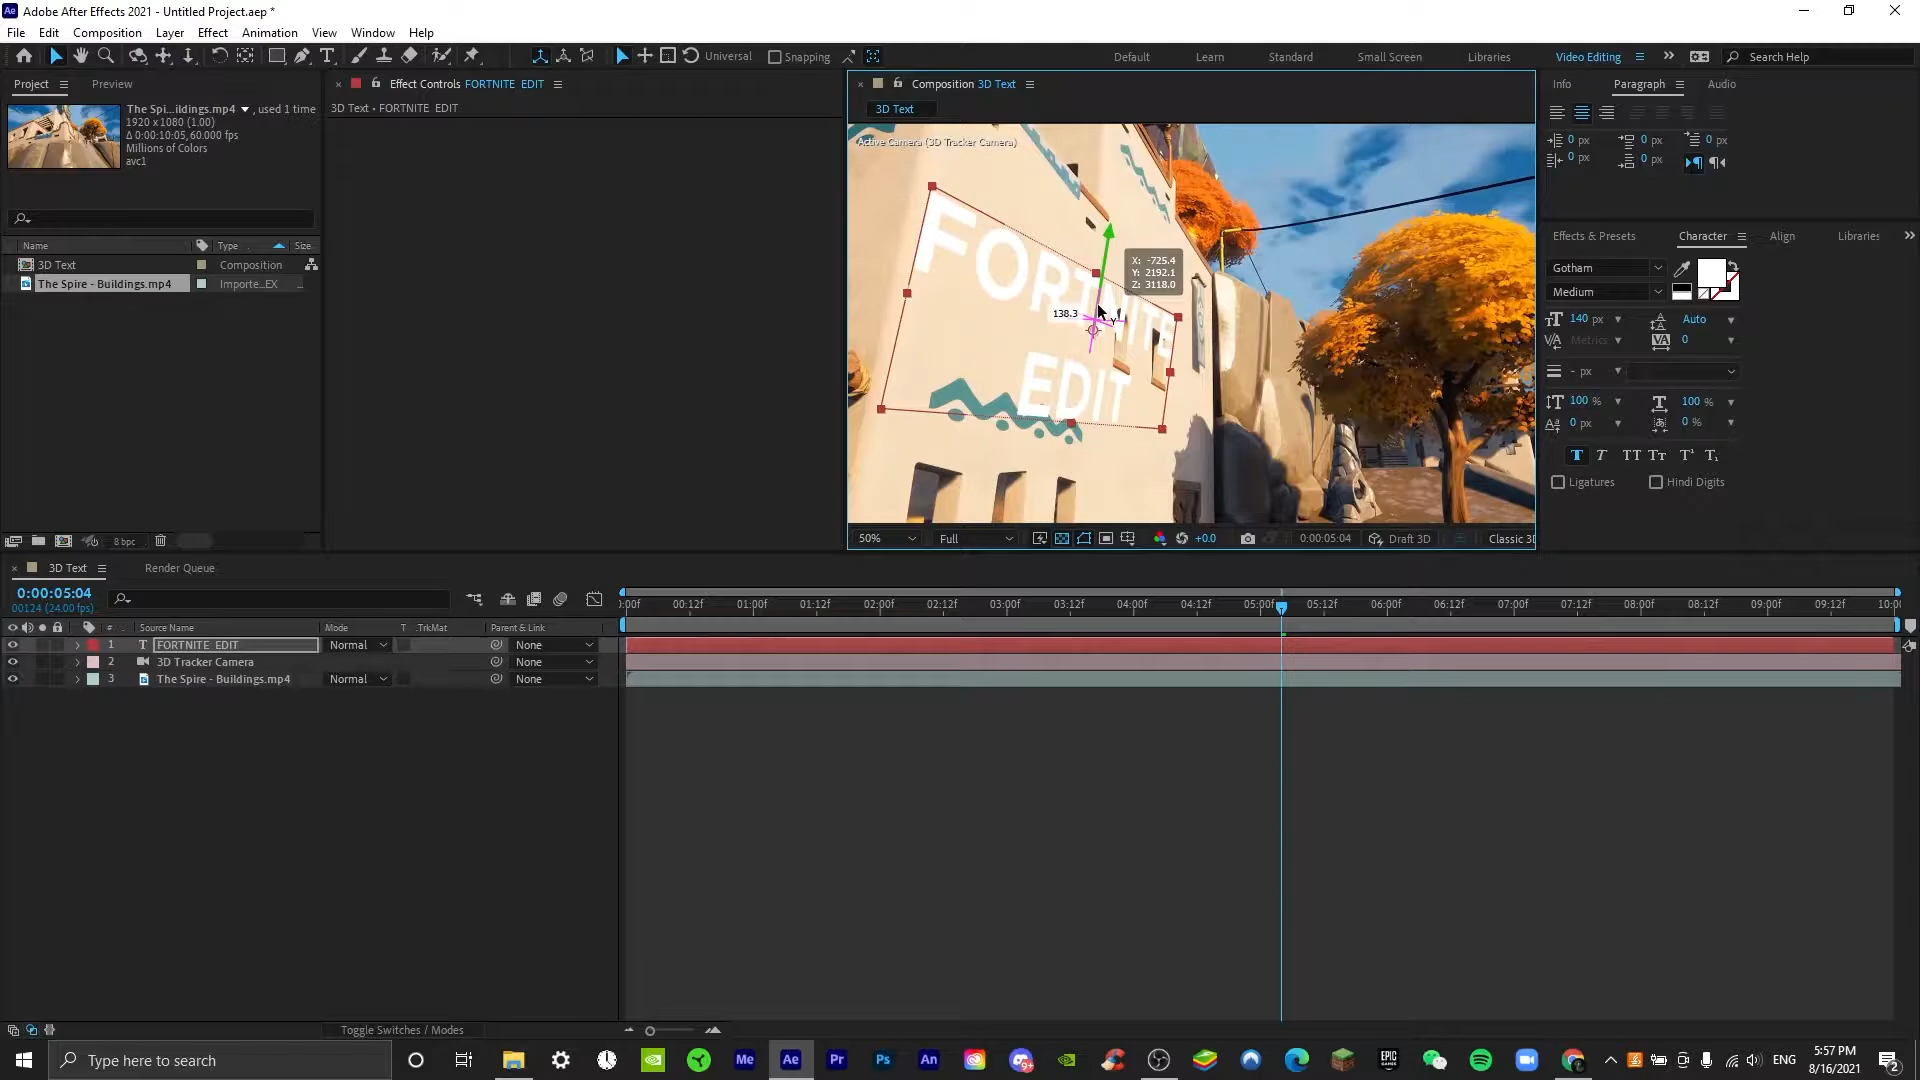 Ae Adobe After Effects 2021 - Untitled Project.aep *
File Edit Composition Layer Effect Animation View Window Help
Universal Snapping Default Learn Standard Small Screen Libraries Video Editing Search Help
Project Preview
Effect Controls FORTNITE EDIT
3D Text • FORTNITE EDIT
The Spi...ildings.mp4 , used 1 time
1920 x 1080 (1.00)
Δ 0:00:10:05, 60.000 fps
Millions of Colors
avc1
Name Type Size
3D Text Composition
The Spire - Buildings.mp4 Importe...EX ...
8 bpc
Composition 3D Text
3D Text
Active Camera (3D Tracker Camera)
FORTNITE
EDIT
X: -725.4
Y: 2192.1
Z: 3118.0
138.3
50% Full +0.0 0:00:05:04 Draft 3D Classic 3D
Info Paragraph Audio
0 px 0 px 0 px
0 px 0 px
Effects & Presets Character Align Libraries
Gotham
Medium
140 px Auto
Metrics 0
- px
100 % 100 %
0 px 0 %
T T TT Tт T¹ T₁
Ligatures Hindi Digits
3D Text Render Queue
0:00:05:04
00124 (24.00 fps)
:00f 00:12f 01:00f 01:12f 02:00f 02:12f 03:00f 03:12f 04:00f 04:12f 05:00f 05:12f 06:00f 06:12f 07:00f 07:12f 08:00f 08:12f 09:00f 09:12f 10:0
# Source Name Mode T .TrkMat Parent & Link
1 T FORTNITE EDIT Normal None
2 3D Tracker Camera None
3 The Spire - Buildings.mp4 Normal None
Toggle Switches / Modes
Type here to search
Me Ae Pr Ps An 9+ EPIC GAMES
ENG
5:57 PM
8/16/2021
2